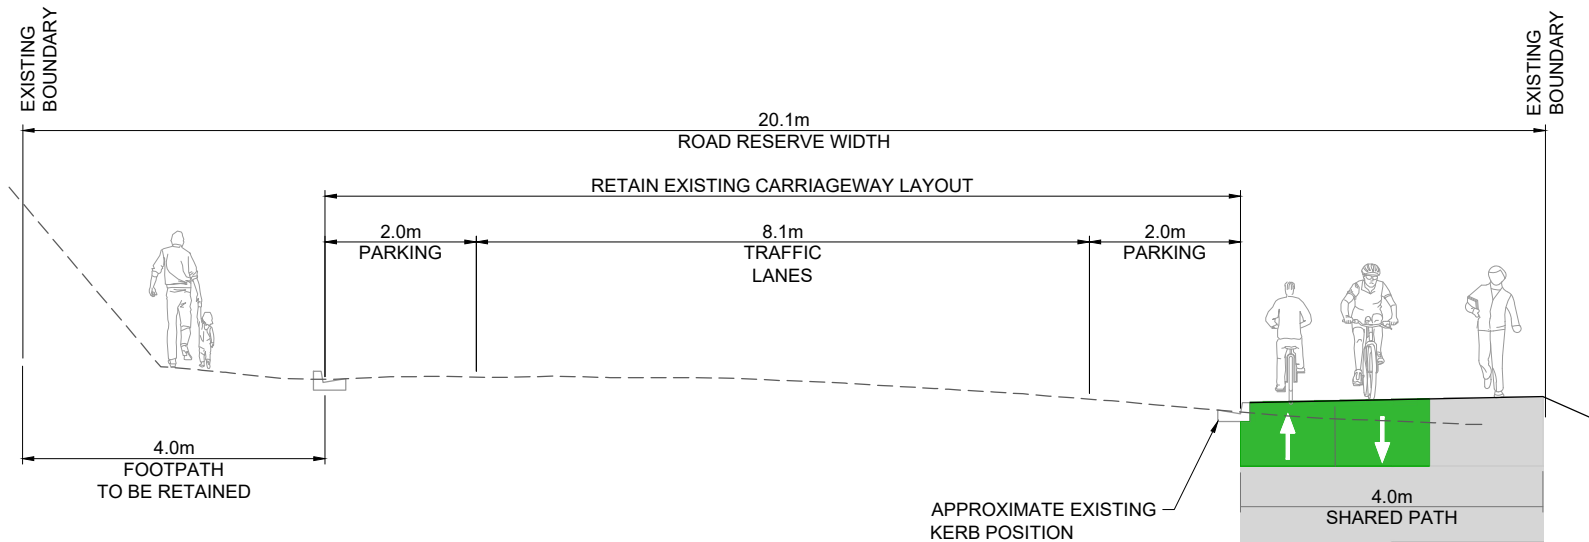 EXISTING
BOUNDARY
EXISTING
BOUNDARY
20.1m
ROAD RESERVE WIDTH
RETAIN EXISTING CARRIAGEWAY LAYOUT
2.0m
PARKING
8.1m
TRAFFIC
LANES
2.0m
PARKING
4.0m
FOOTPATH
TO BE RETAINED
APPROXIMATE EXISTING
KERB POSITION
4.0m
SHARED PATH